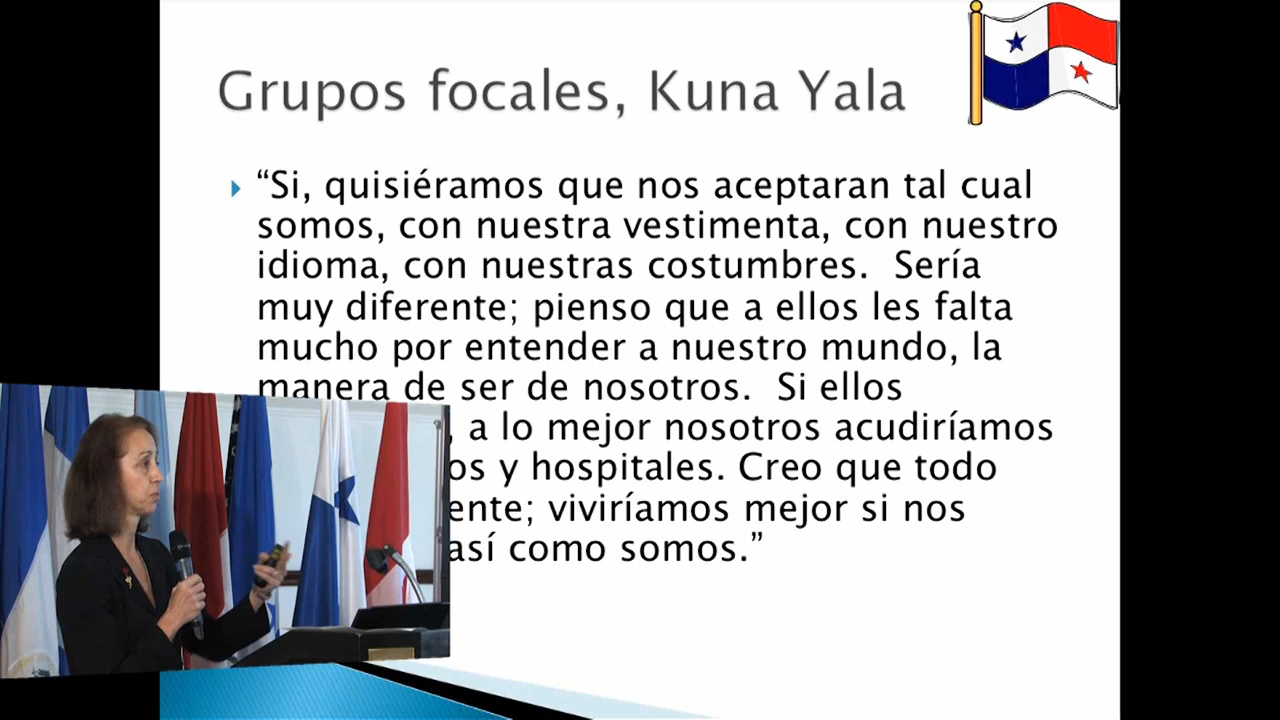 Grupos focales, Kuna Yala
“Si, quisiéramos que nos aceptaran tal cual
somos, con nuestra vestimenta, con nuestro
idioma, con nuestras costumbres. Sería
muy diferente; pienso que a ellos les falta
mucho por entender a nuestro mundo, la
manera de ser de nosotros. Si ellos
, a lo mejor nosotros acudiríamos
y hospitales. Creo que todo
viviríamos mejor si nos
así como somos.”